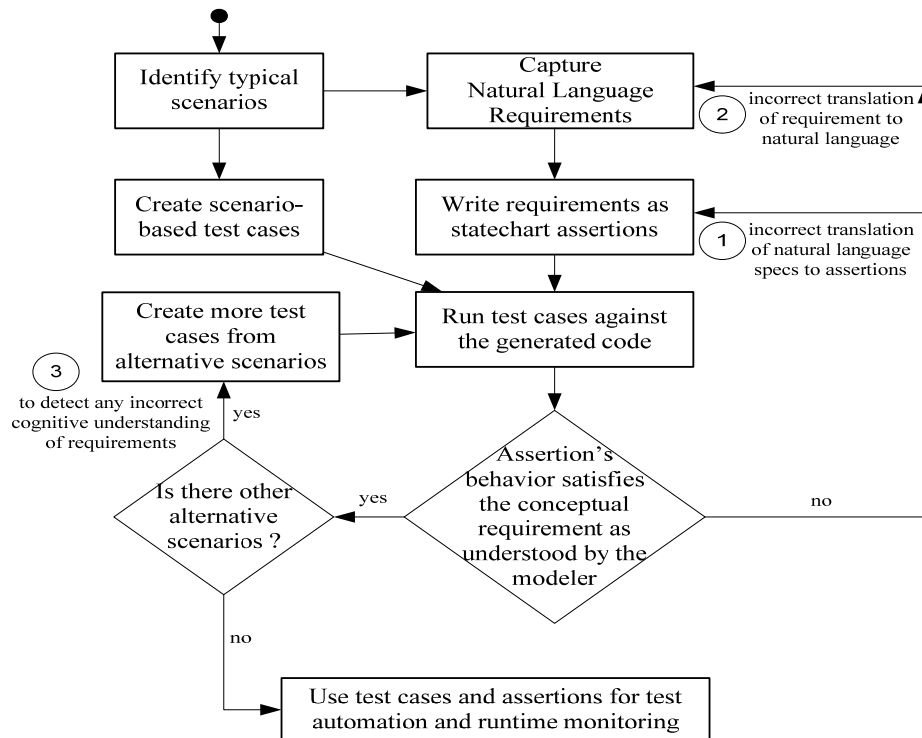 Identify typical
scenarios
Capture
Natural Language
Requirements
2
incorrect translation
of requirement to
natural language
Create scenario-
based test cases
Write requirements as
statechart assertions
1
incorrect translation
of natural language
specs to assertions
Create more test
cases from
alternative scenarios
Run test cases against
the generated code
3
to detect any incorrect
cognitive understanding
of requirements
yes
Is there other
alternative
scenarios ?
yes
Assertion's
behavior satisfies
the conceptual
requirement as
understood by the
modeler
no
no
Use test cases and assertions for test
automation and runtime monitoring